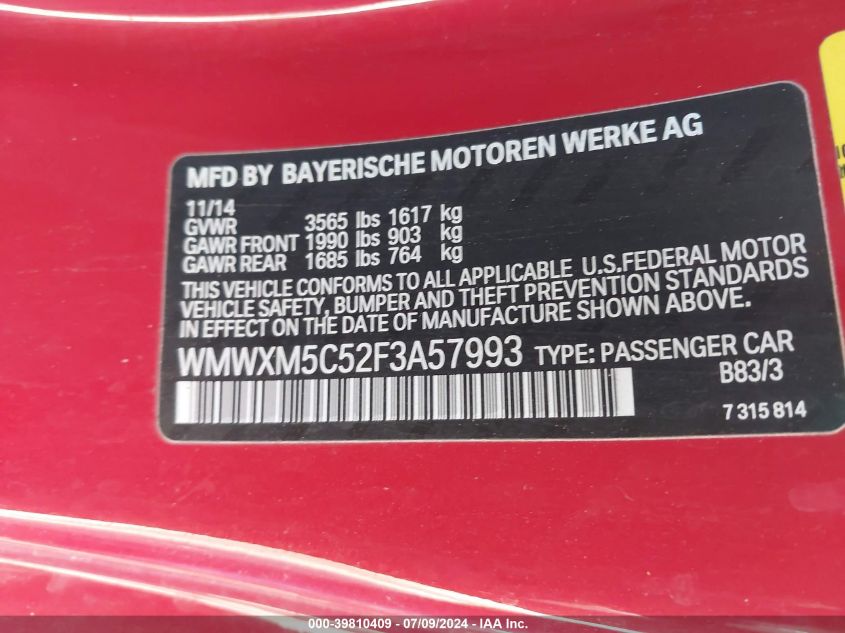 MFD BY BAYERISCHE MOTOREN WERKE AG
11/14
GVWR 3565 lbs 1617 kg
GAWR FRONT 1990 lbs 903 kg
GAWR REAR 1685 lbs 764 kg
THIS VEHICLE CONFORMS TO ALL APPLICABLE U.S.FEDERAL MOTOR
VEHICLE SAFETY, BUMPER AND THEFT PREVENTION STANDARDS
IN EFFECT ON THE DATE OF MANUFACTURE SHOWN ABOVE.
WMWXM5C52F3A57993 TYPE: PASSENGER CAR
B83/3
7 315 814
000-39810409 - 07/09/2024 - IAA Inc.